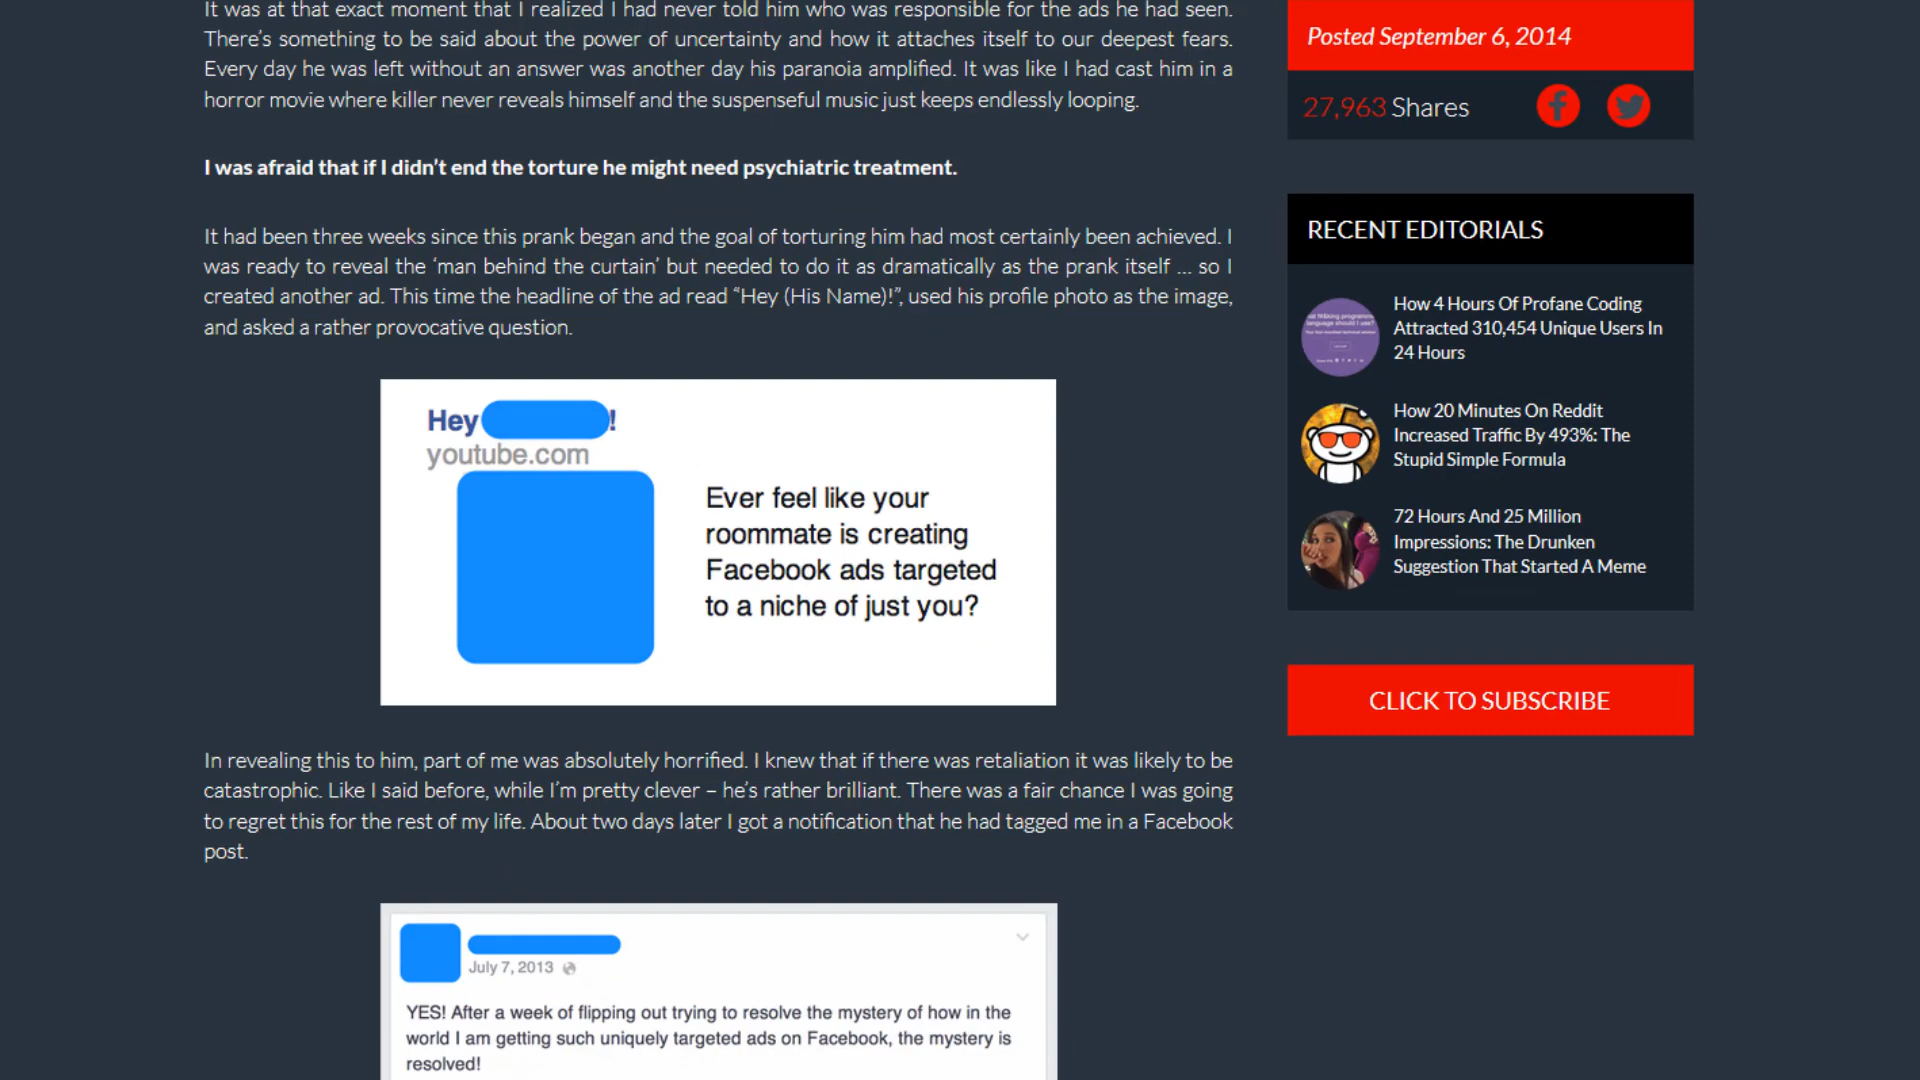 It was at that exact moment that I realized I had never told him who was responsible for the ads he had seen.
There’s something to be said about the power of uncertainty and how it attaches itself to our deepest fears.
Every day he was left without an answer was another day his paranoia amplified. It was like I had cast him in a
horror movie where killer never reveals himself and the suspenseful music just keeps endlessly looping.
I was afraid that if I didn’t end the torture he might need psychiatric treatment.
It had been three weeks since this prank began and the goal of torturing him had most certainly been achieved. I
was ready to reveal the ‘man behind the curtain’ but needed to do it as dramatically as the prank itself … so I
created another ad. This time the headline of the ad read “Hey (His Name)!”, used his profile photo as the image,
and asked a rather provocative question.
Hey !
youtube.com
Ever feel like your
roommate is creating
Facebook ads targeted
to a niche of just you?
In revealing this to him, part of me was absolutely horrified. I knew that if there was retaliation it was likely to be
catastrophic. Like I said before, while I’m pretty clever – he’s rather brilliant. There was a fair chance I was going
to regret this for the rest of my life. About two days later I got a notification that he had tagged me in a Facebook
post.
July 7, 2013
YES! After a week of flipping out trying to resolve the mystery of how in the
world I am getting such uniquely targeted ads on Facebook, the mystery is
resolved!
Posted September 6, 2014
27,963 Shares
RECENT EDITORIALS
How 4 Hours Of Profane Coding
Attracted 310,454 Unique Users In
24 Hours
How 20 Minutes On Reddit
Increased Traffic By 493%: The
Stupid Simple Formula
72 Hours And 25 Million
Impressions: The Drunken
Suggestion That Started A Meme
CLICK TO SUBSCRIBE